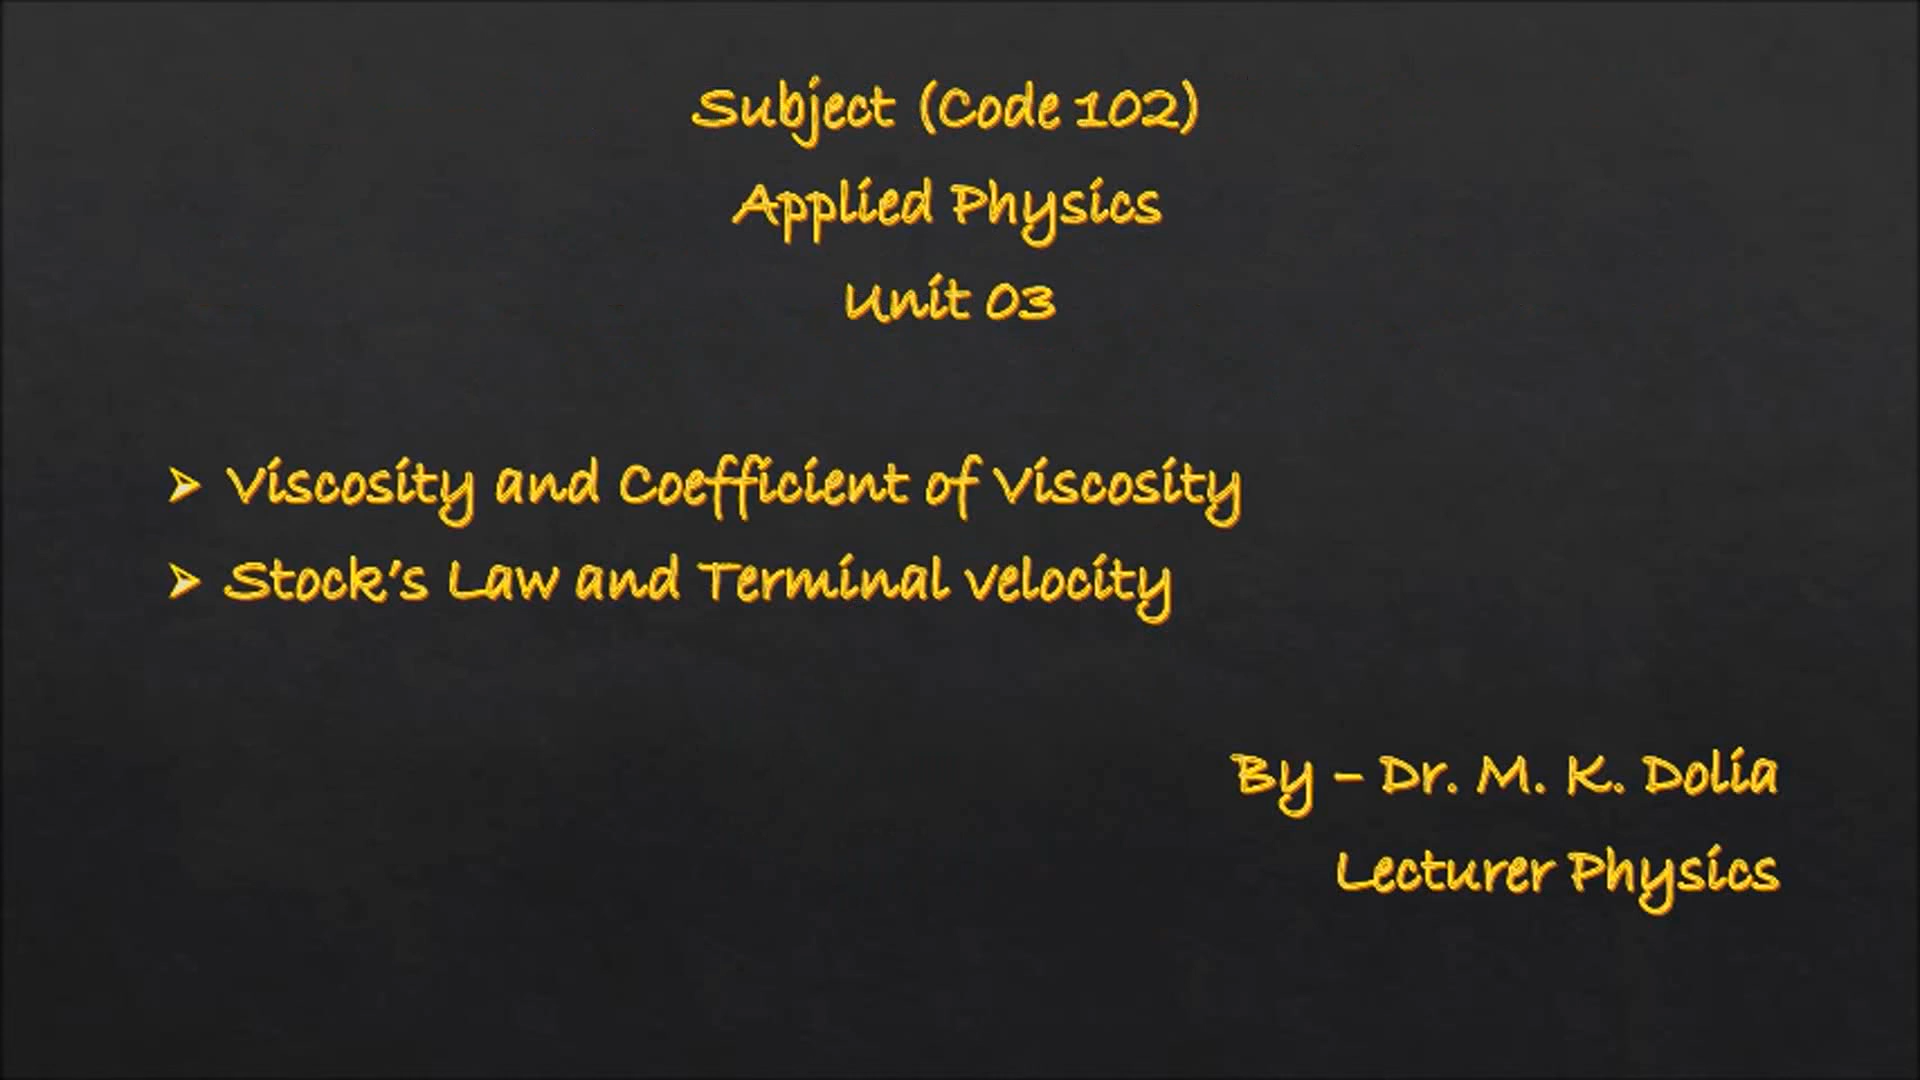 Subject (Code 102)
Applied Physics
Unit 03
➢ Viscosity and Coefficient of Viscosity
➢ Stock's Law and Terminal velocity
By – Dr. M. K. Dolia
Lecturer Physics